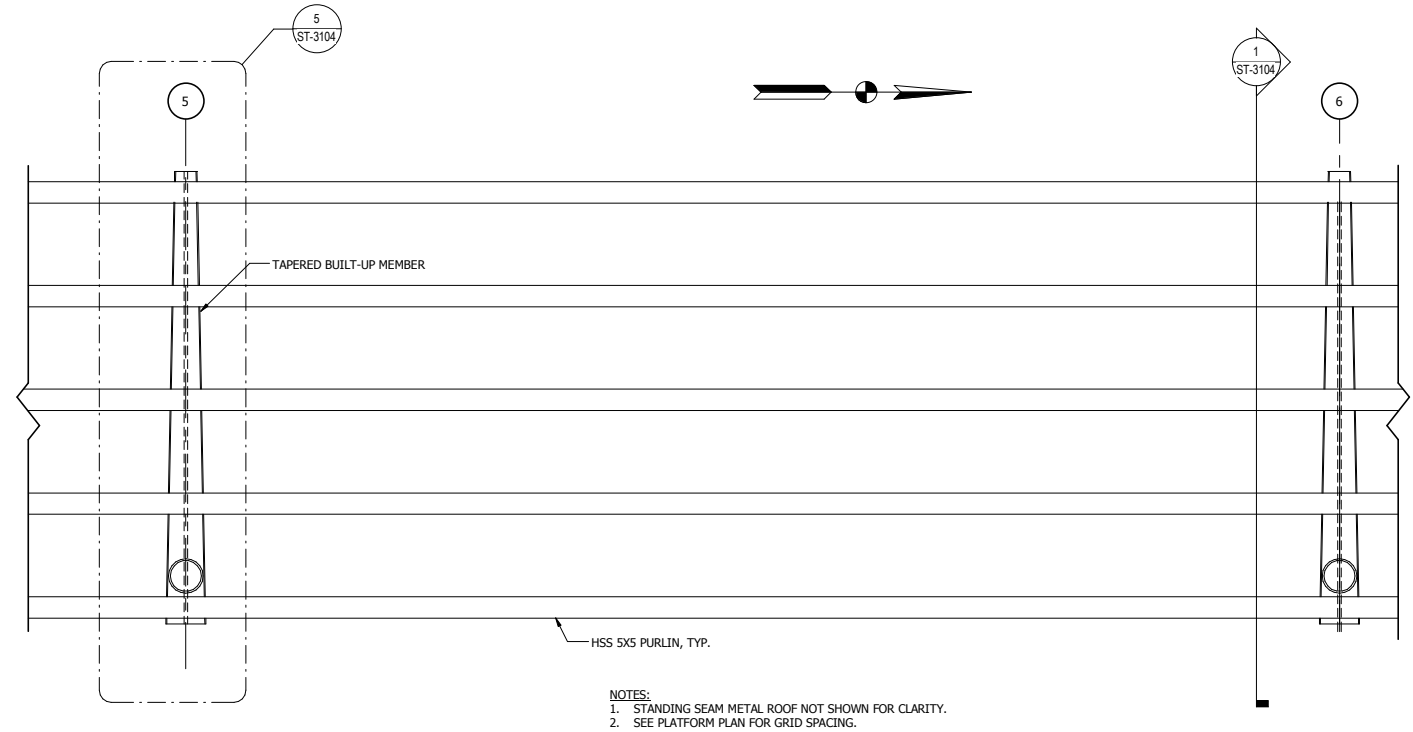 5
ST-3104
1
ST-3104
5
6
TAPERED BUILT-UP MEMBER
HSS 5X5 PURLIN, TYP.
NOTES:
1. STANDING SEAM METAL ROOF NOT SHOWN FOR CLARITY.
2. SEE PLATFORM PLAN FOR GRID SPACING.